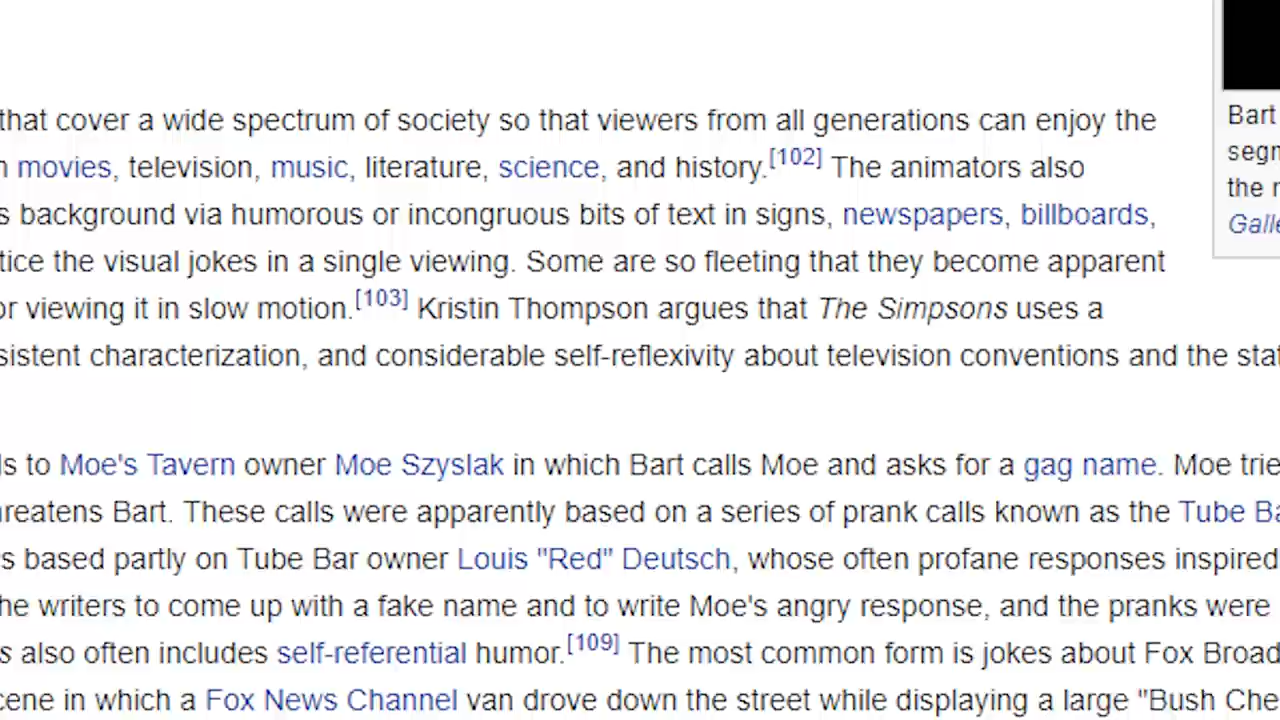 that cover a wide spectrum of society so that viewers from all generations can enjoy the
movies, television, music, literature, science, and history.[102] The animators also
background via humorous or incongruous bits of text in signs, newspapers, billboards,
the visual jokes in a single viewing. Some are so fleeting that they become apparent
viewing it in slow motion.[103] Kristin Thompson argues that The Simpsons uses a
characterization, and considerable self-reflexivity about television conventions and the
to Moe's Tavern owner Moe Szyslak in which Bart calls Moe and asks for a gag name. Moe
Bart. These calls were apparently based on a series of prank calls known as the Tube
based partly on Tube Bar owner Louis "Red" Deutsch, whose often profane responses inspired
writers to come up with a fake name and to write Moe's angry response, and the pranks were
also often includes self-referential humor.[109] The most common form is jokes about Fox
in which a Fox News Channel van drove down the street while displaying a large "Bush
Bart
the